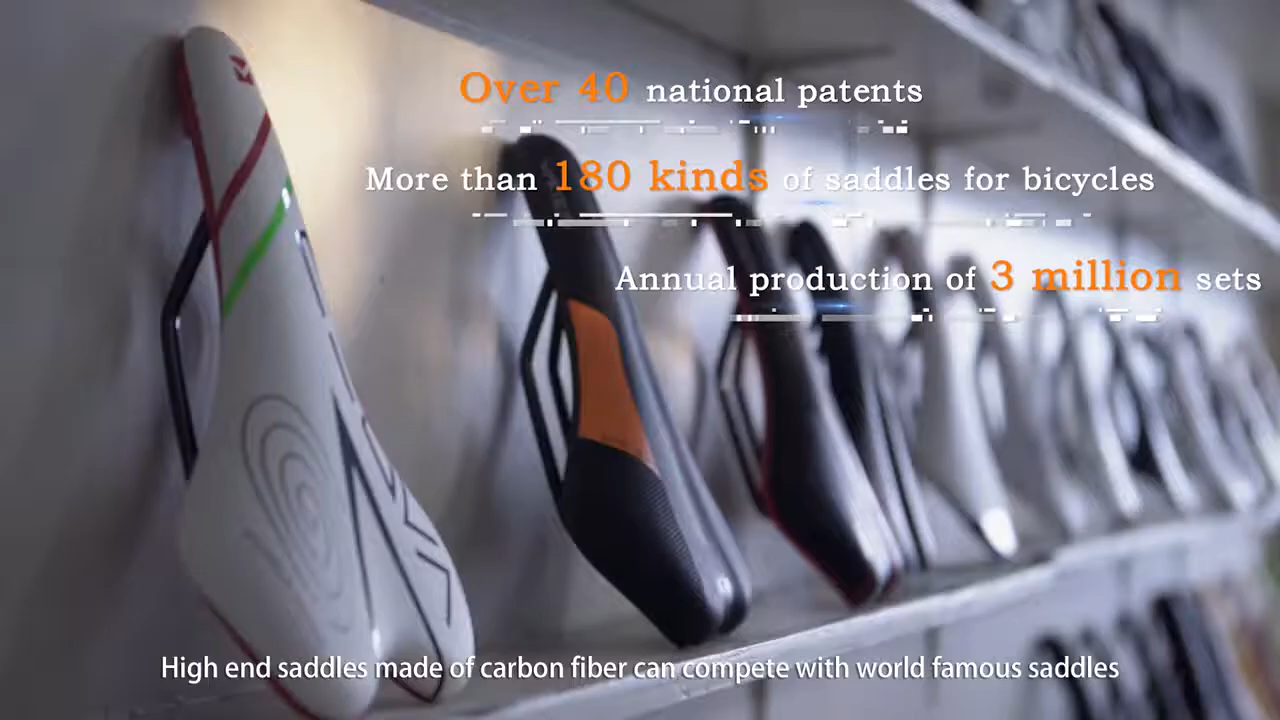 Over 40 national patents
More than 180 kinds of saddles for bicycles
Annual production of 3 million sets
High end saddles made of carbon fiber can compete with world famous saddles